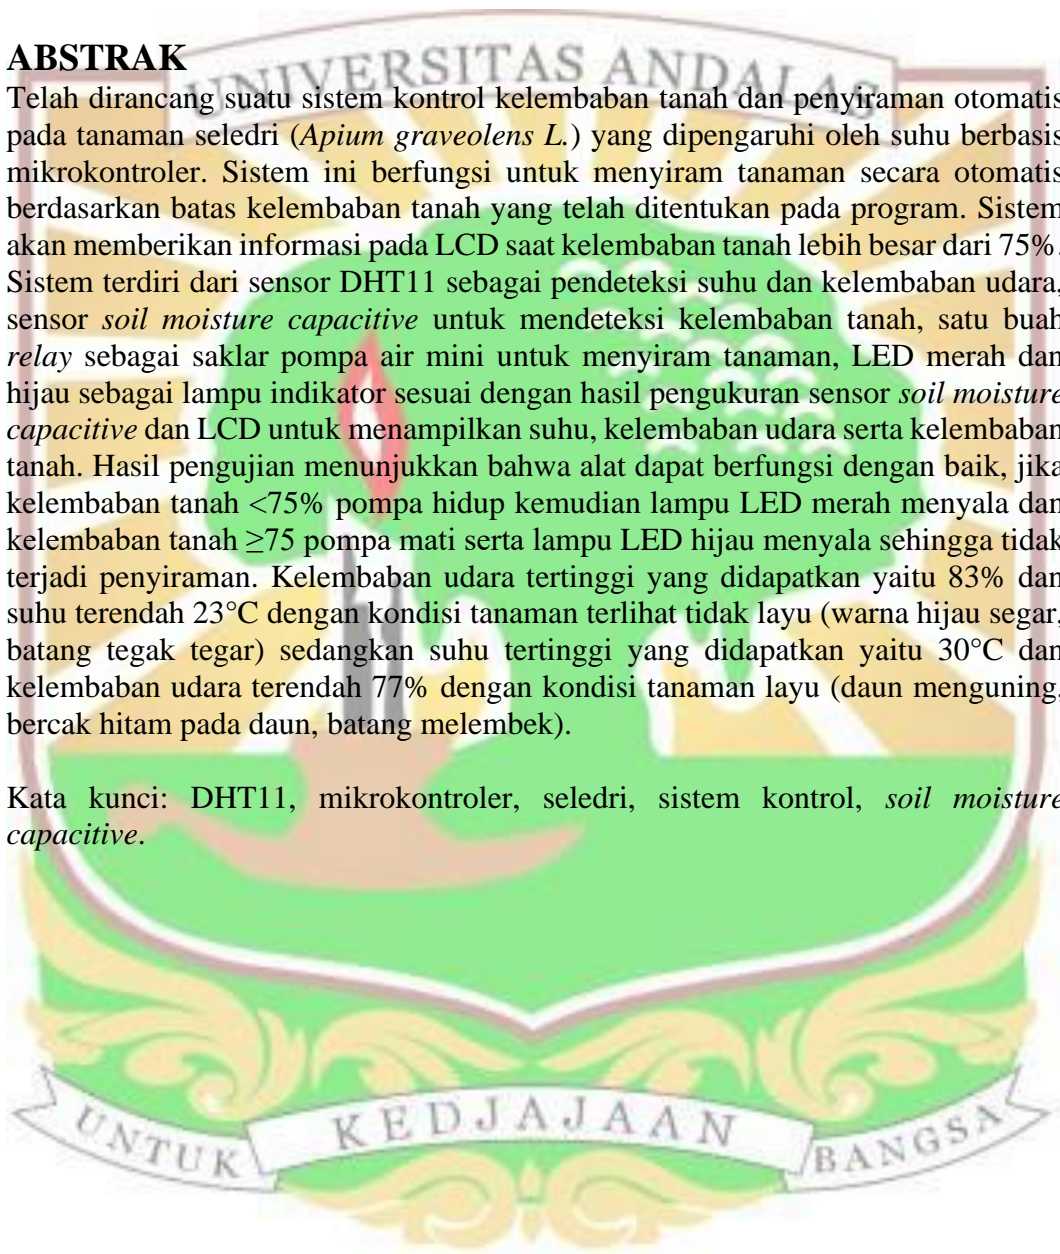 ABSTRAK
UNIVERSITAS ANDALAS
Telah dirancang suatu sistem kontrol kelembaban tanah dan penyiraman otomatis
pada tanaman seledri (Apium graveolens L.) yang dipengaruhi oleh suhu berbasis
mikrokontroler. Sistem ini berfungsi untuk menyiram tanaman secara otomatis
berdasarkan batas kelembaban tanah yang telah ditentukan pada program. Sistem
akan memberikan informasi pada LCD saat kelembaban tanah lebih besar dari 75%.
Sistem terdiri dari sensor DHT11 sebagai pendeteksi suhu dan kelembaban udara,
sensor soil moisture capacitive untuk mendeteksi kelembaban tanah, satu buah
relay sebagai saklar pompa air mini untuk menyiram tanaman, LED merah dan
hijau sebagai lampu indikator sesuai dengan hasil pengukuran sensor soil moisture
capacitive dan LCD untuk menampilkan suhu, kelembaban udara serta kelembaban
tanah. Hasil pengujian menunjukkan bahwa alat dapat berfungsi dengan baik, jika
kelembaban tanah <75% pompa hidup kemudian lampu LED merah menyala dan
kelembaban tanah ≥75 pompa mati serta lampu LED hijau menyala sehingga tidak
terjadi penyiraman. Kelembaban udara tertinggi yang didapatkan yaitu 83% dan
suhu terendah 23°C dengan kondisi tanaman terlihat tidak layu (warna hijau segar,
batang tegak tegar) sedangkan suhu tertinggi yang didapatkan yaitu 30°C dan
kelembaban udara terendah 77% dengan kondisi tanaman layu (daun menguning,
bercak hitam pada daun, batang melembek).
Kata kunci: DHT11, mikrokontroler, seledri, sistem kontrol, soil moisture
capacitive.
UNTUK KEDJAJAAN BANGSA